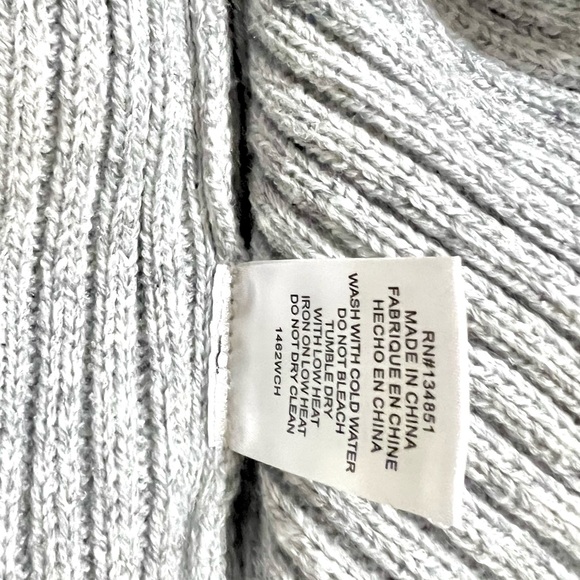 RN#134851
MADE IN CHINA
FABRIQUE EN CHINE
HECHO EN CHINA
WASH WITH COLD WATER
DO NOT BLEACH
TUMBLE DRY
WITH LOW HEAT
IRON ON LOW HEAT
DO NOT DRY CLEAN
1462WCH